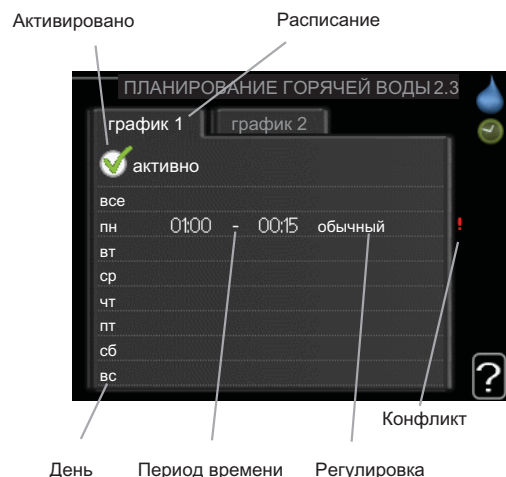 Активировано Расписание
ПЛАНИРОВАНИЕ ГОРЯЧЕЙ ВОДЫ 2.3
график 1 график 2
активно
все
пн 01:00 - 00:15 обычный !
вт
ср
чт
пт
сб
вс
?
Конфликт
День Период времени Регулировка